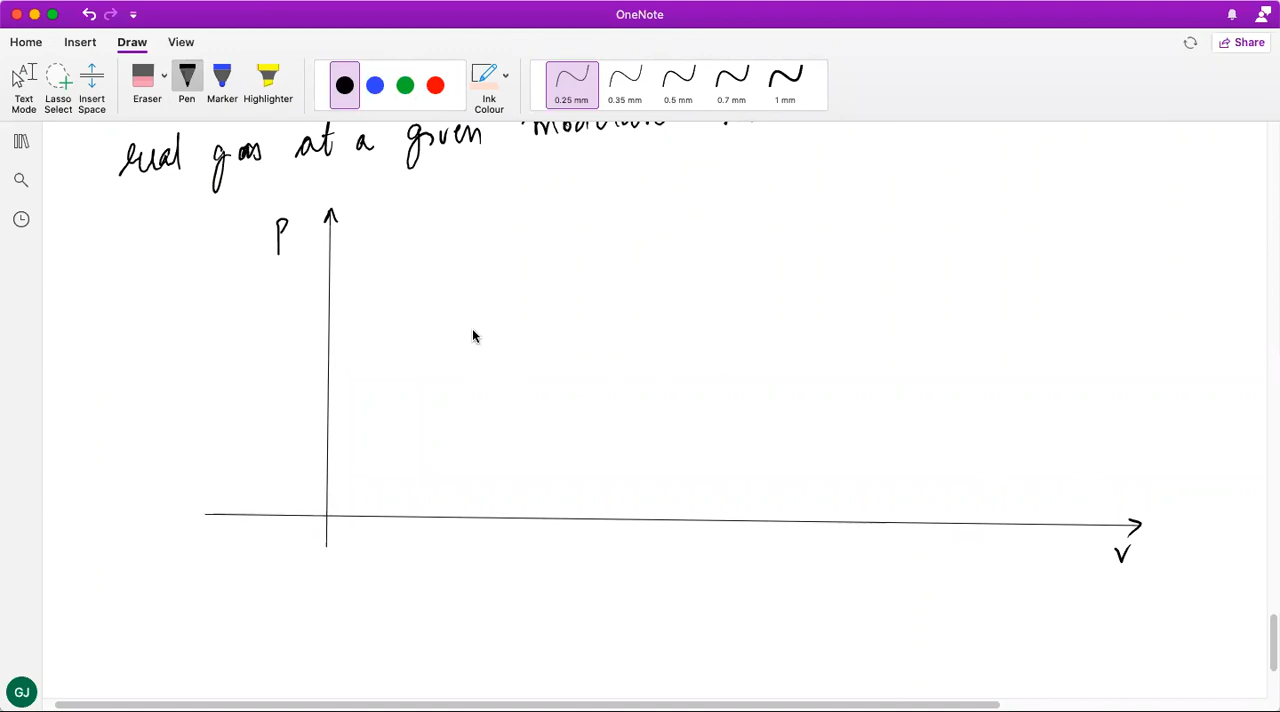 OneNote
Home Insert Draw View
Share
Text Mode
Lasso Select
Insert Space
Eraser
Pen
Marker
Highlighter
Ink Colour
0.25 mm
0.35 mm
0.5 mm
0.7 mm
1 mm
real gas at a given
P
V
GJ